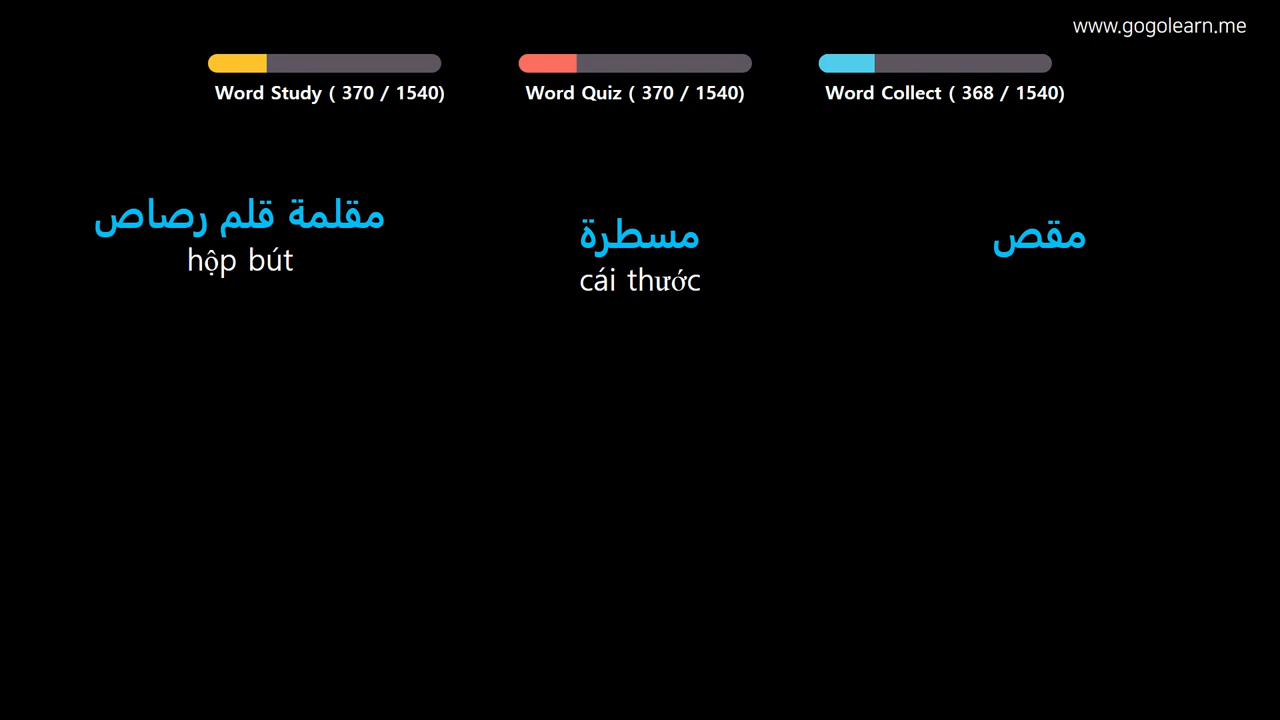 www.gogolearn.me
Word Study ( 370 / 1540)
Word Quiz ( 370 / 1540)
Word Collect ( 368 / 1540)
مقلمة قلم رصاص
hộp bút
مسطرة
cái thước
مقص